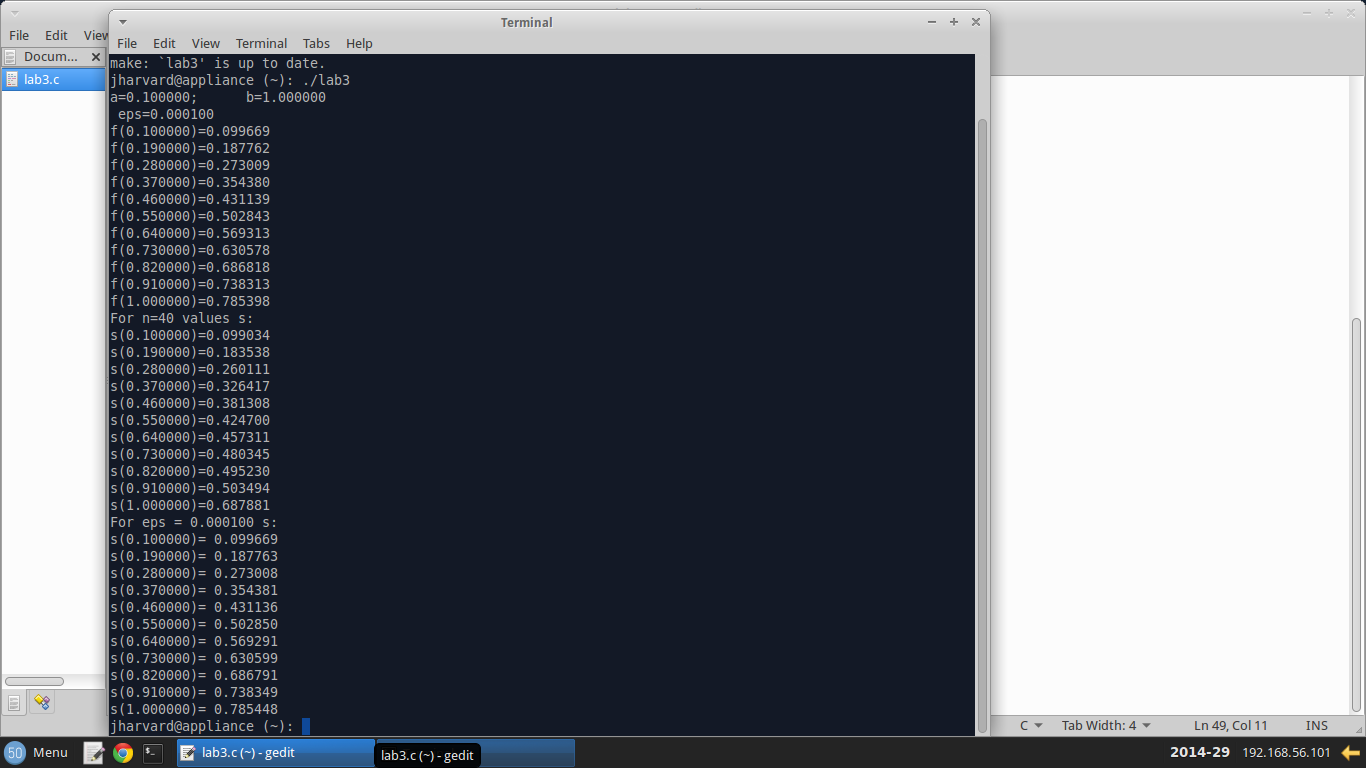 Terminal
File Edit View
File Edit View Terminal Tabs Help
Docum...
lab3.c
make: `lab3' is up to date.
jharvard@appliance (~): ./lab3
a=0.100000;      b=1.000000
 eps=0.000100
f(0.100000)=0.099669
f(0.190000)=0.187762
f(0.280000)=0.273009
f(0.370000)=0.354380
f(0.460000)=0.431139
f(0.550000)=0.502843
f(0.640000)=0.569313
f(0.730000)=0.630578
f(0.820000)=0.686818
f(0.910000)=0.738313
f(1.000000)=0.785398
For n=40 values s:
s(0.100000)=0.099034
s(0.190000)=0.183538
s(0.280000)=0.260111
s(0.370000)=0.326417
s(0.460000)=0.381308
s(0.550000)=0.424700
s(0.640000)=0.457311
s(0.730000)=0.480345
s(0.820000)=0.495230
s(0.910000)=0.503494
s(1.000000)=0.687881
For eps = 0.000100 s:
s(0.100000)= 0.099669
s(0.190000)= 0.187763
s(0.280000)= 0.273008
s(0.370000)= 0.354381
s(0.460000)= 0.431136
s(0.550000)= 0.502850
s(0.640000)= 0.569291
s(0.730000)= 0.630599
s(0.820000)= 0.686791
s(0.910000)= 0.738349
s(1.000000)= 0.785448
jharvard@appliance (~):
C Tab Width: 4 Ln 49, Col 11 INS
50 Menu lab3.c (~) - gedit lab3.c (~) - gedit 2014-29 192.168.56.101